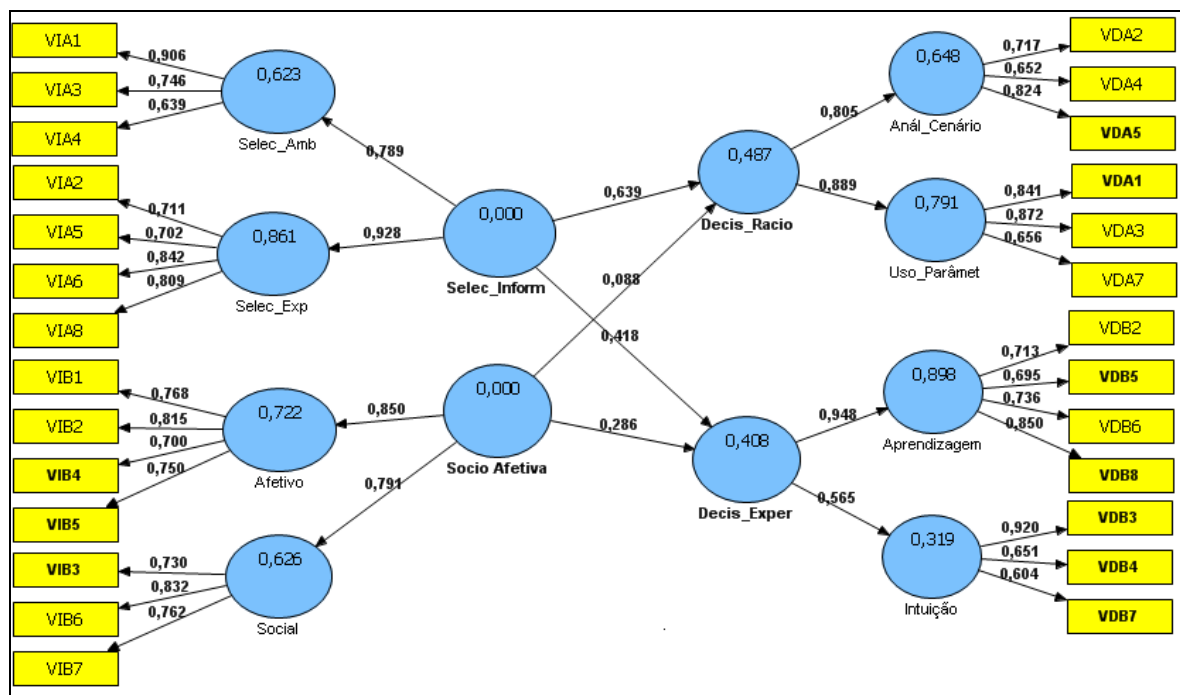 VIA1
VIA3
VIA4
VIA2
VIA5
VIA6
VIA8
VIB1
VIB2
VIB4
VIB5
VIB3
VIB6
VIB7
0,906
0,746
0,639
0,711
0,702
0,842
0,809
0,768
0,815
0,700
0,750
0,730
0,832
0,762
0,623
Selec_Amb
0,861
Selec_Exp
0,722
Afetivo
0,626
Social
0,789
0,928
0,850
0,791
0,000
Selec_Inform
0,000
Socio Afetiva
0,639
0,088
0,418
0,286
0,487
Decis_Racio
0,408
Decis_Exper
0,805
0,889
0,948
0,565
0,648
Anál_Cenário
0,791
Uso_Parâmet
0,898
Aprendizagem
0,319
Intuição
0,717
0,652
0,824
0,841
0,872
0,656
0,713
0,695
0,736
0,850
0,920
0,651
0,604
VDA2
VDA4
VDA5
VDA1
VDA3
VDA7
VDB2
VDB5
VDB6
VDB8
VDB3
VDB4
VDB7